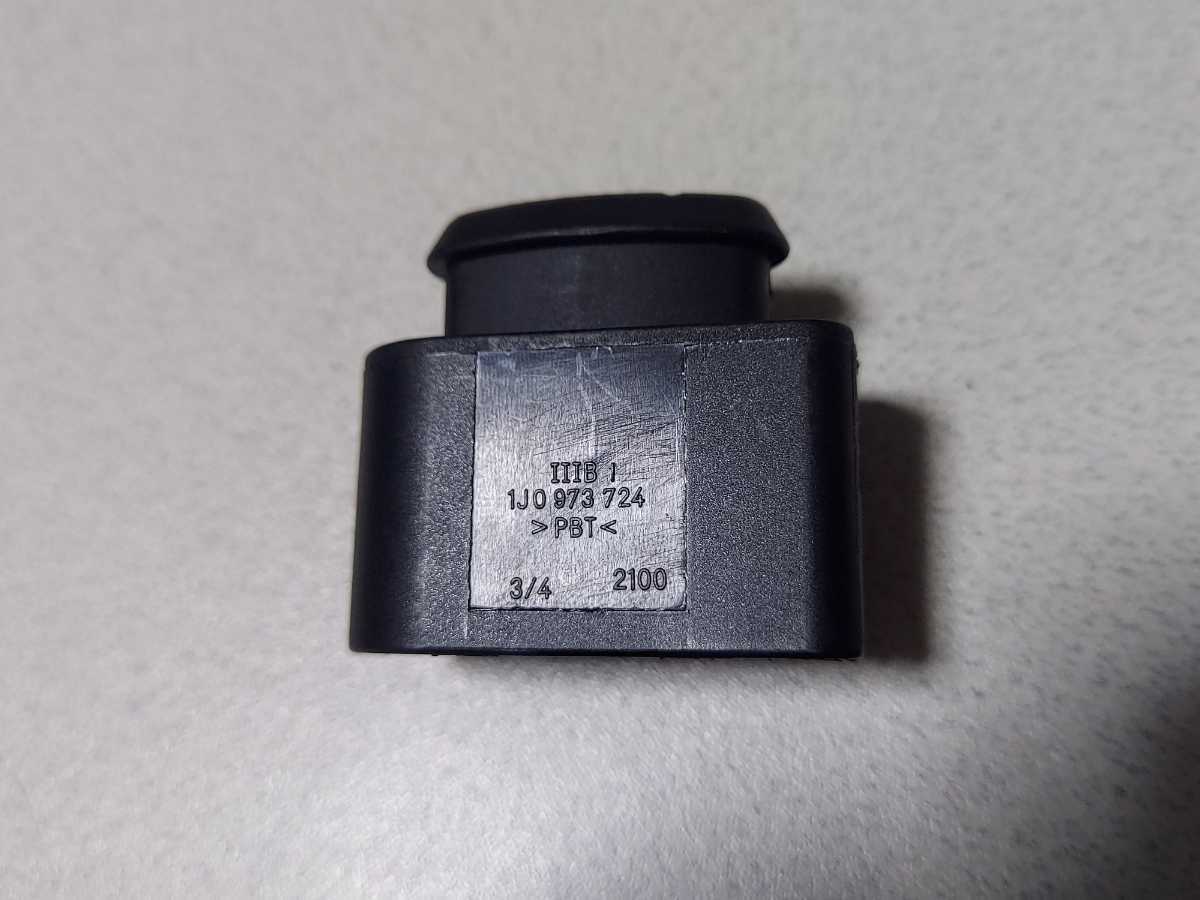 IIIB 1
1J0 973 724
>PBT<
3/4 2100